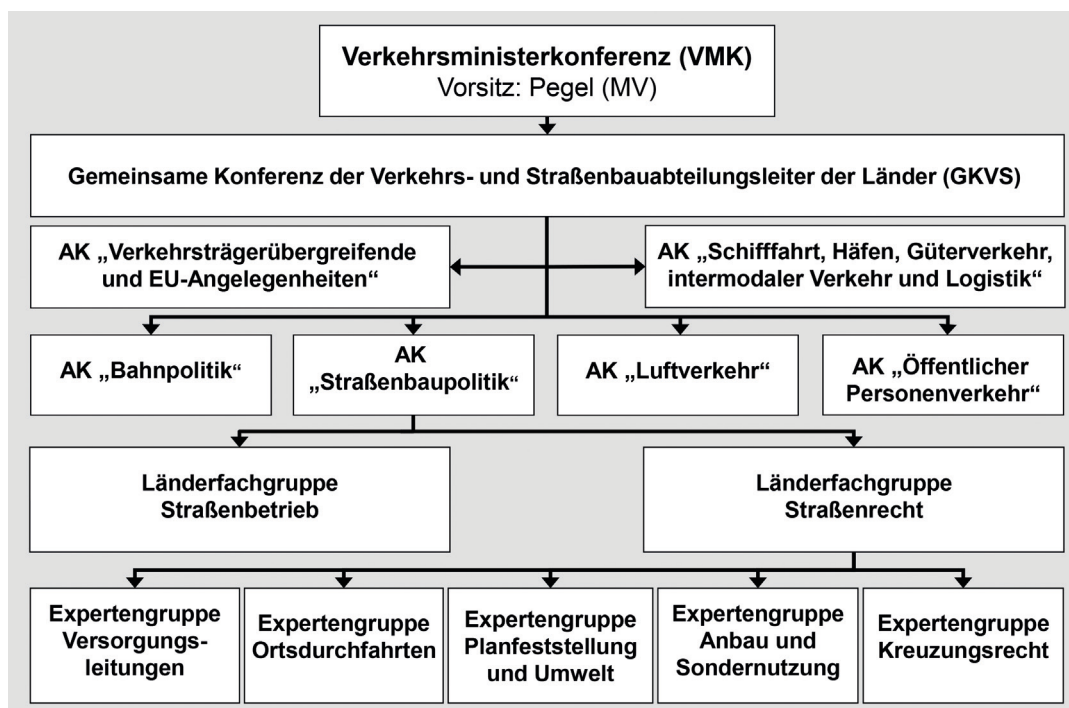 Verkehrsministerkonferenz (VMK)
Vorsitz: Pegel (MV)
Gemeinsame Konferenz der Verkehrs- und Straßenbauabteilungsleiter der Länder (GKVS)
AK „Verkehrsträgerübergreifende
und EU-Angelegenheiten“
AK „Schifffahrt, Häfen, Güterverkehr,
intermodaler Verkehr und Logistik“
AK „Bahnpolitik“
AK
„Straßenbaupolitik“
AK „Luftverkehr“
AK „Öffentlicher
Personenverkehr“
Länderfachgruppe
Straßenbetrieb
Länderfachgruppe
Straßenrecht
Expertengruppe
Versorgungs-
leitungen
Expertengruppe
Ortsdurchfahrten
Expertengruppe
Planfeststellung
und Umwelt
Expertengruppe
Anbau und
Sondernutzung
Expertengruppe
Kreuzungsrecht